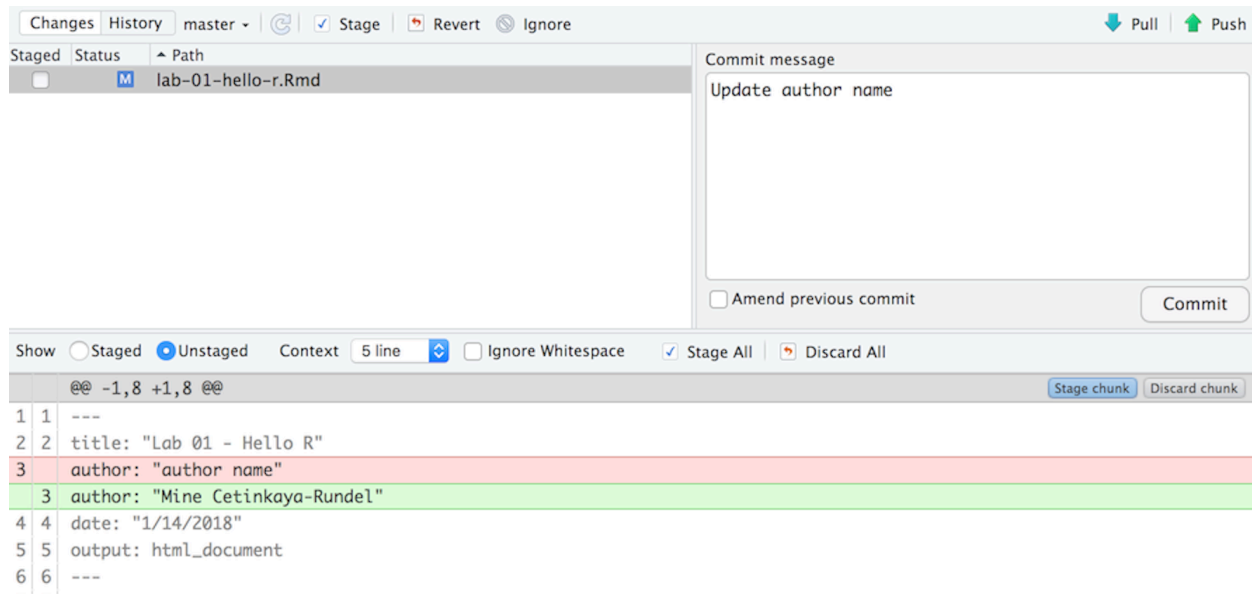 Changes History master Stage Revert Ignore Pull Push
Staged Status Path
M lab-01-hello-r.Rmd
Commit message
Update author name
Amend previous commit Commit
Show Staged Unstaged Context 5 line Ignore Whitespace Stage All Discard All
@@ -1,8 +1,8 @@ Stage chunk Discard chunk
1 1 ---
2 2 title: "Lab 01 - Hello R"
3 author: "author name"
3 author: "Mine Cetinkaya-Rundel"
4 4 date: "1/14/2018"
5 5 output: html_document
6 6 ---